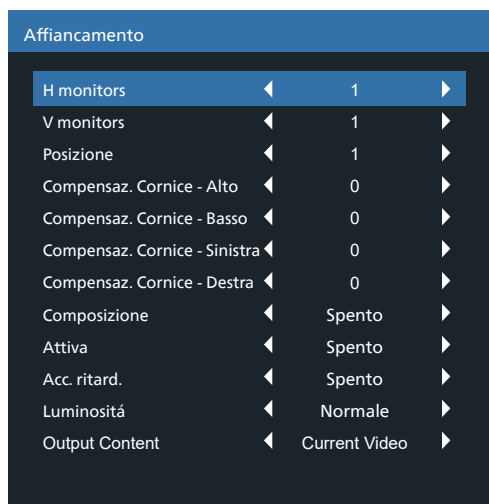 Affiancamento
H monitors 1
V monitors 1
Posizione 1
Compensaz. Cornice - Alto 0
Compensaz. Cornice - Basso 0
Compensaz. Cornice - Sinistra 0
Compensaz. Cornice - Destra 0
Composizione Spento
Attiva Spento
Acc. ritard. Spento
Luminositá Normale
Output Content Current Video